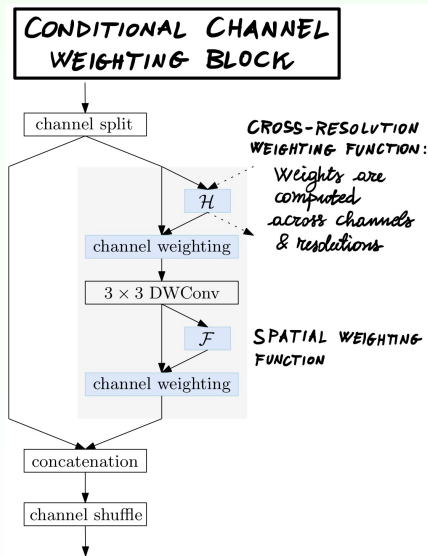 CONDITIONAL CHANNEL
WEIGHTING BLOCK
channel split
CROSS-RESOLUTION
WEIGHTING FUNCTION:
Weights are
computed
across channels
& resolutions
H
channel weighting
3 × 3 DWConv
F
SPATIAL WEIGHTING
FUNCTION
channel weighting
concatenation
channel shuffle